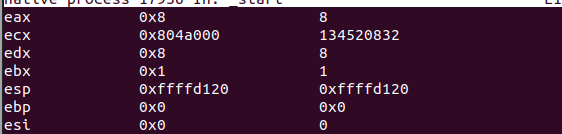 native process 17950 In: _start
eax 0x8 8
ecx 0x804a000 134520832
edx 0x8 8
ebx 0x1 1
esp 0xffffd120 0xffffd120
ebp 0x0 0x0
esi 0x0 0